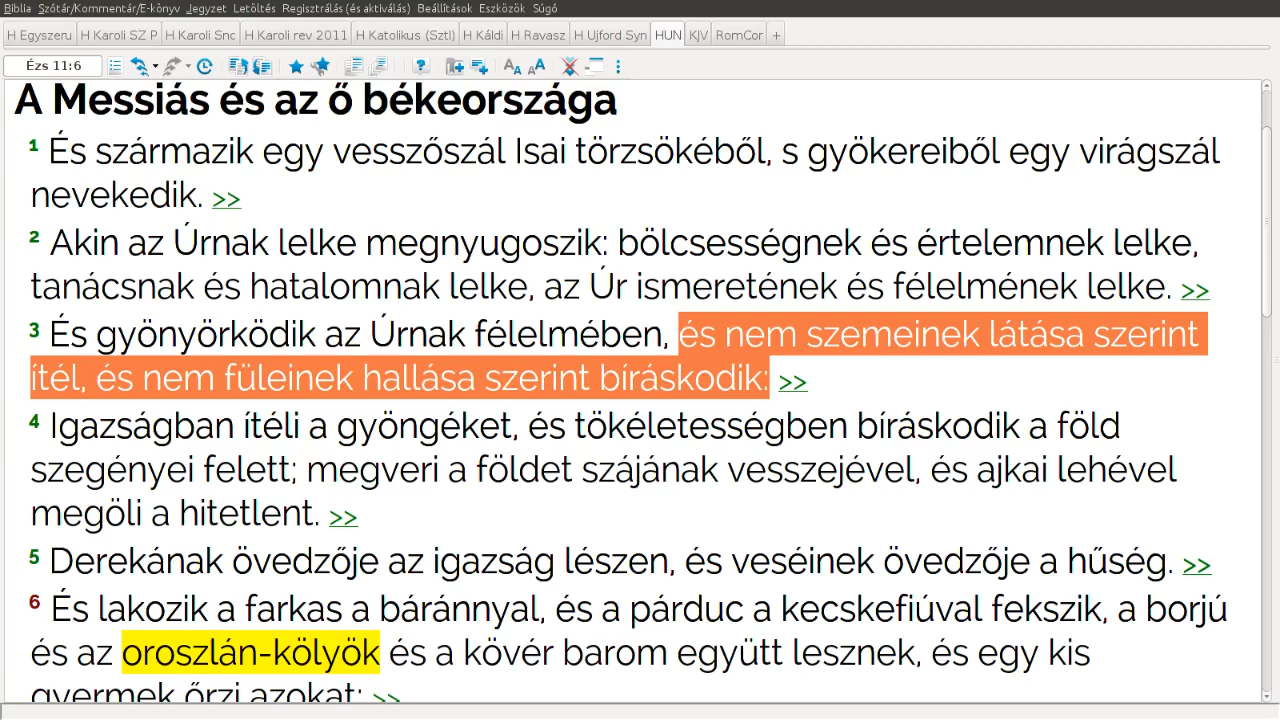 Biblia Szótár/Kommentár/E-könyv Jegyzet Letöltés Regisztrálás (és aktiválás) Beállítások Eszközök Súgó
H Egyszeru H Karoli SZ P H Karoli Snc H Karoli rev 2011 H Katolikus (Sztl) H Káldi H Ravasz H Ujford Syn HUN KJV RomCor +
Ézs 11:6
A Messiás és az ő békeországa
1 És származik egy vesszőszál Isai törzsökéből, s gyökereiből egy virágszál
nevekedik. >>
2 Akin az Úrnak lelke megnyugoszik: bölcsességnek és értelemnek lelke,
tanácsnak és hatalomnak lelke, az Úr ismeretének és félelmének lelke. >>
3 És gyönyörködik az Úrnak félelmében, és nem szemeinek látása szerint
ítél, és nem füleinek hallása szerint bíráskodik: >>
4 Igazságban ítéli a gyöngéket, és tökéletességben bíráskodik a föld
szegényei felett; megveri a földet szájának vesszejével, és ajkai lehével
megöli a hitetlent. >>
5 Derekának övedzője az igazság lészen, és veséinek övedzője a hűség. >>
6 És lakozik a farkas a báránnyal, és a párduc a kecskefiúval fekszik, a borjú
és az oroszlán-kölyök és a kövér barom együtt lesznek, és egy kis
gyermek őrzi azokat: >>